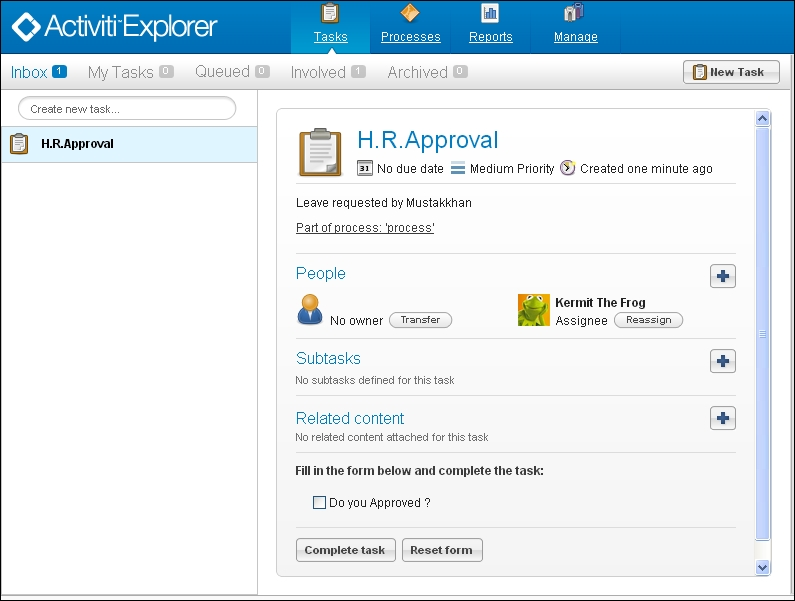 Activiti™ Explorer
Tasks
Processes
Reports
Manage
Inbox 1
My Tasks 0
Queued 0
Involved 1
Archived 0
New Task
Create new task...
H.R.Approval
H.R.Approval
31 No due date
Medium Priority
Created one minute ago
Leave requested by Mustakkhan
Part of process: 'process'
People
No owner
Transfer
Kermit The Frog
Assignee
Reassign
Subtasks
No subtasks defined for this task
Related content
No related content attached for this task
Fill in the form below and complete the task:
Do you Approved ?
Complete task
Reset form